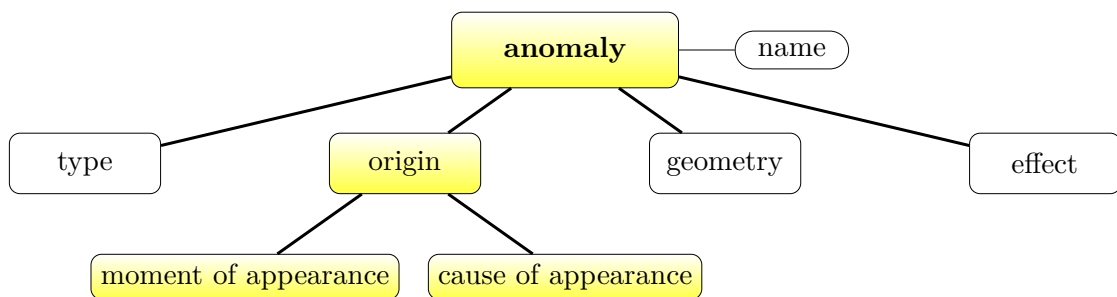 anomaly
name
type
origin
geometry
effect
moment of appearance
cause of appearance